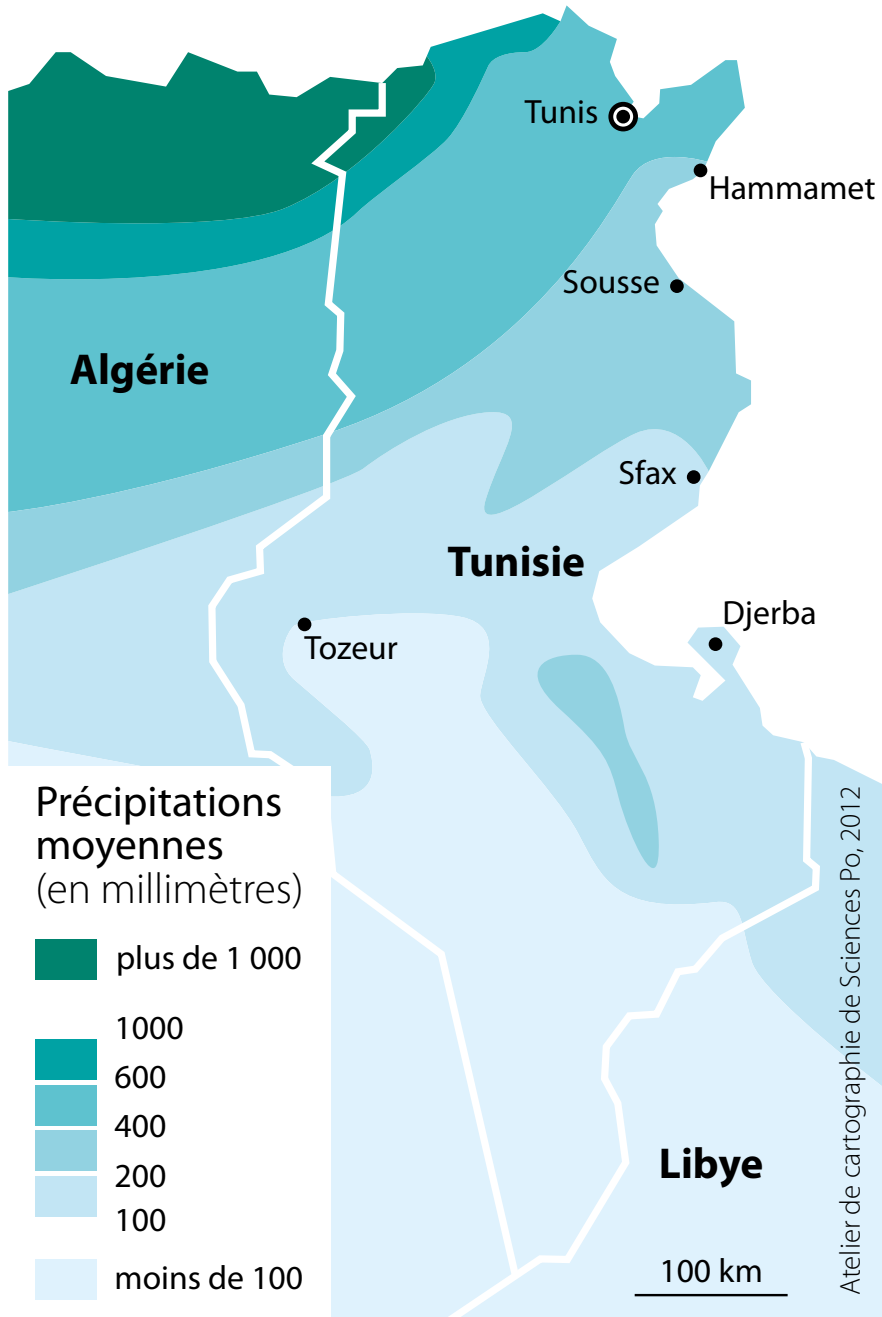 Tunis
Hammamet
Sousse
Algérie
Sfax
Tunisie
Djerba
Tozeur
Précipitations
moyennes
(en millimètres)
plus de 1 000
1000
600
400
200
100
moins de 100
Libye
100 km
Atelier de cartographie de Sciences Po, 2012